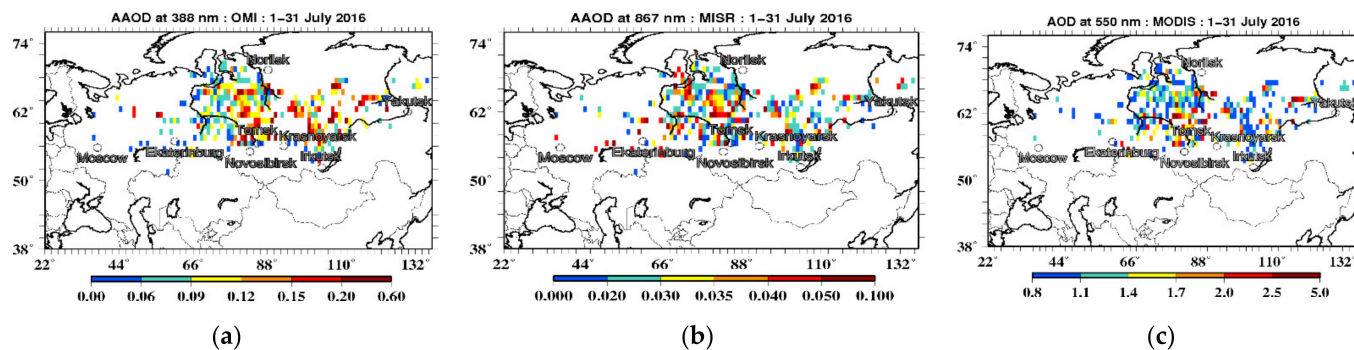 AAOD at 388 nm : OMI : 1−31 July 2016
74°
62°
50°
38°
Norilsk
Yakutsk
Tomsk
Krasnoyarsk
Moscow
Ekaterinburg
Irkutsk
Novosibirsk
22 44 66 88 110 132
0.00 0.06 0.09 0.12 0.15 0.20 0.60
(a)
AAOD at 867 nm : MISR : 1−31 July 2016
74°
62°
50°
38°
Norilsk
Yakutsk
Tomsk
Krasnoyarsk
Moscow
Ekaterinburg
Irkutsk
Novosibirsk
22 44 66 88 110 132
0.000 0.020 0.030 0.035 0.040 0.050 0.100
(b)
AOD at 550 nm : MODIS : 1−31 July 2016
74°
62°
50°
38°
Norilsk
Yakutsk
Tomsk
Krasnoyarsk
Moscow
Ekaterinburg
Irkutsk
Novosibirsk
22° 44° 66° 88° 110° 132°
0.8 1.1 1.4 1.7 2.0 2.5 5.0
(c)